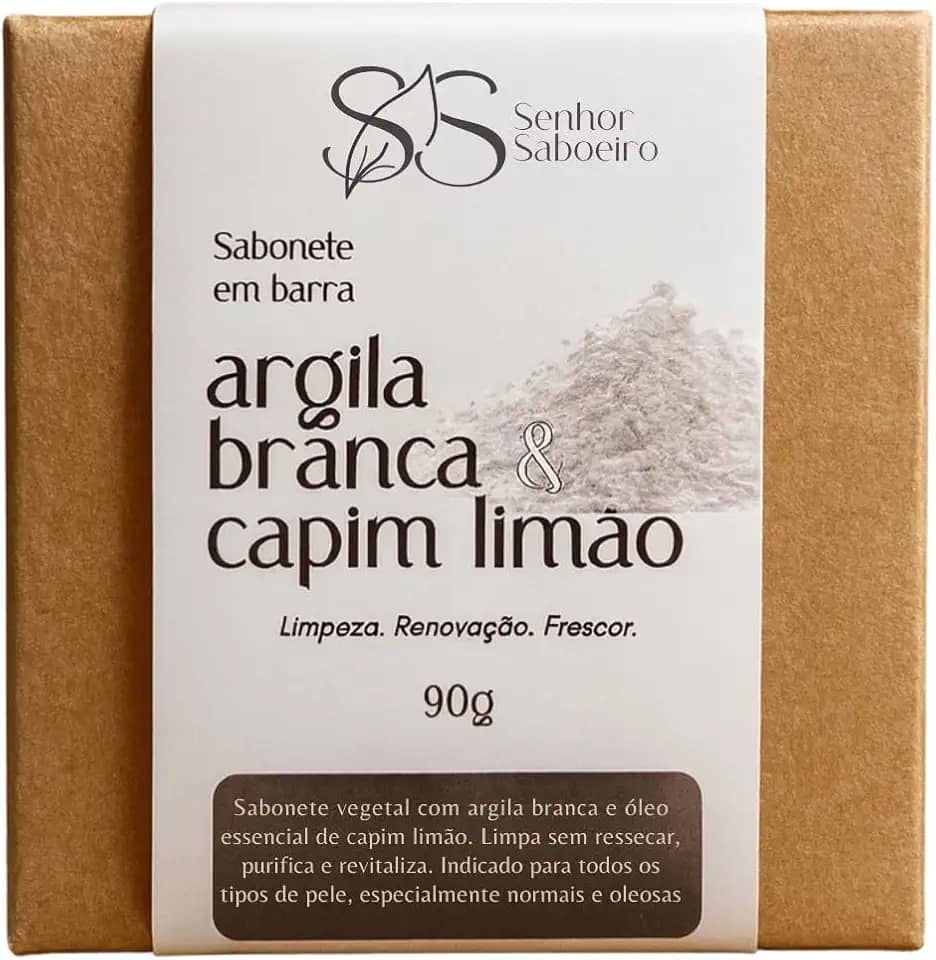 SS Senhor
Saboeiro
Sabonete
em barra
argila
branca &
capim limão
Limpeza. Renovação. Frescor.
90g
Sabonete vegetal com argila branca e óleo
essencial de capim limão. Limpa sem ressecar,
purifica e revitaliza. Indicado para todos os
tipos de pele, especialmente normais e oleosas